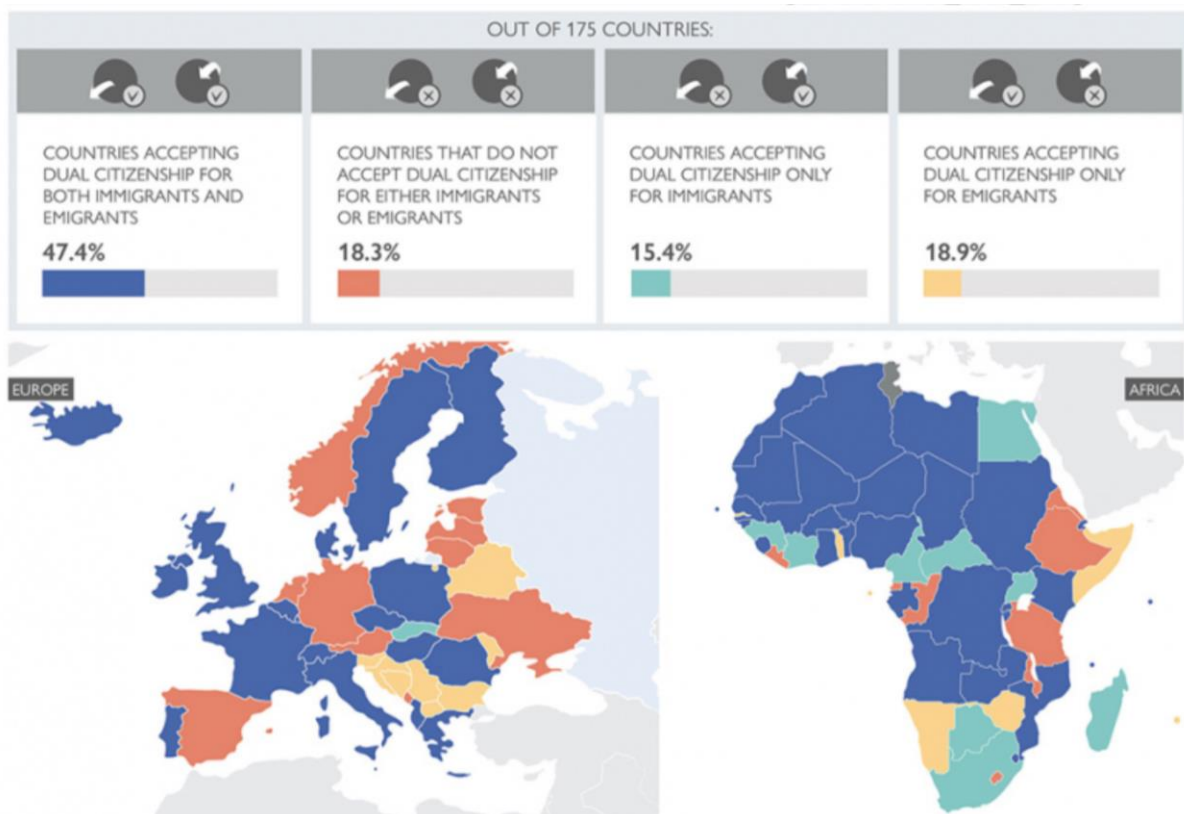 OUT OF 175 COUNTRIES:
COUNTRIES ACCEPTING
DUAL CITIZENSHIP FOR
BOTH IMMIGRANTS AND
EMIGRANTS
47.4%
COUNTRIES THAT DO NOT
ACCEPT DUAL CITIZENSHIP
FOR EITHER IMMIGRANTS
OR EMIGRANTS
18.3%
COUNTRIES ACCEPTING
DUAL CITIZENSHIP ONLY
FOR IMMIGRANTS
15.4%
COUNTRIES ACCEPTING
DUAL CITIZENSHIP ONLY
FOR EMIGRANTS
18.9%
EUROPE
AFRICA